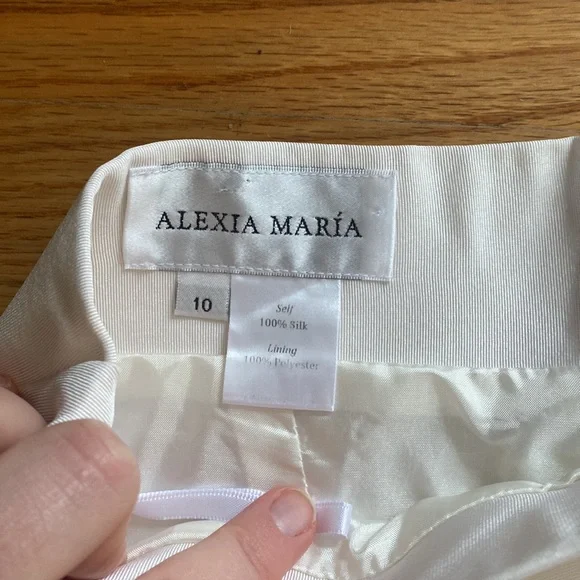 ALEXIA MARÍA
10
Self
100% Silk
Lining
100% Polyester